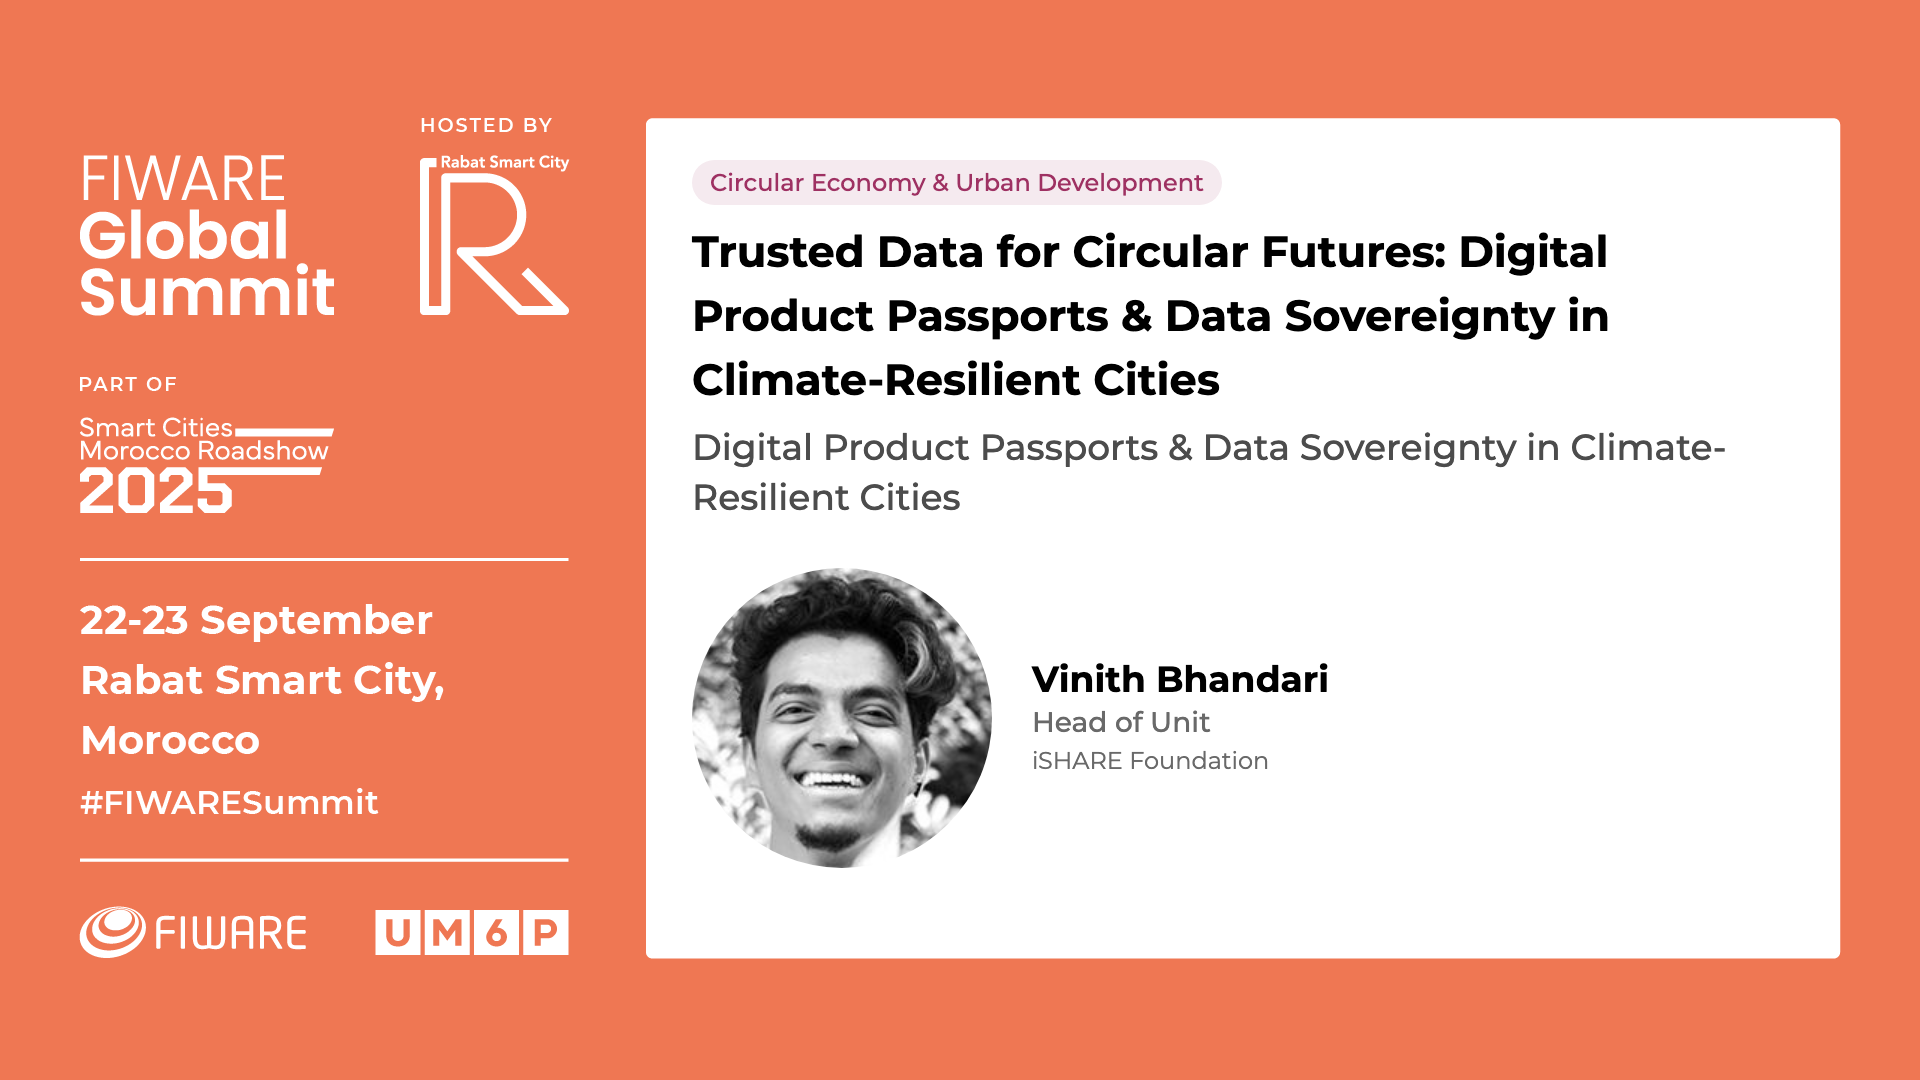 FIWARE
Global
Summit
HOSTED BY
Rabat Smart City
R
PART OF
Smart Cities
Morocco Roadshow
2025
22-23 September
Rabat Smart City,
Morocco
#FIWARESummit
FIWARE
UM6P
Circular Economy & Urban Development
Trusted Data for Circular Futures: Digital
Product Passports & Data Sovereignty in
Climate-Resilient Cities
Digital Product Passports & Data Sovereignty in Climate-
Resilient Cities
Vinith Bhandari
Head of Unit
iSHARE Foundation